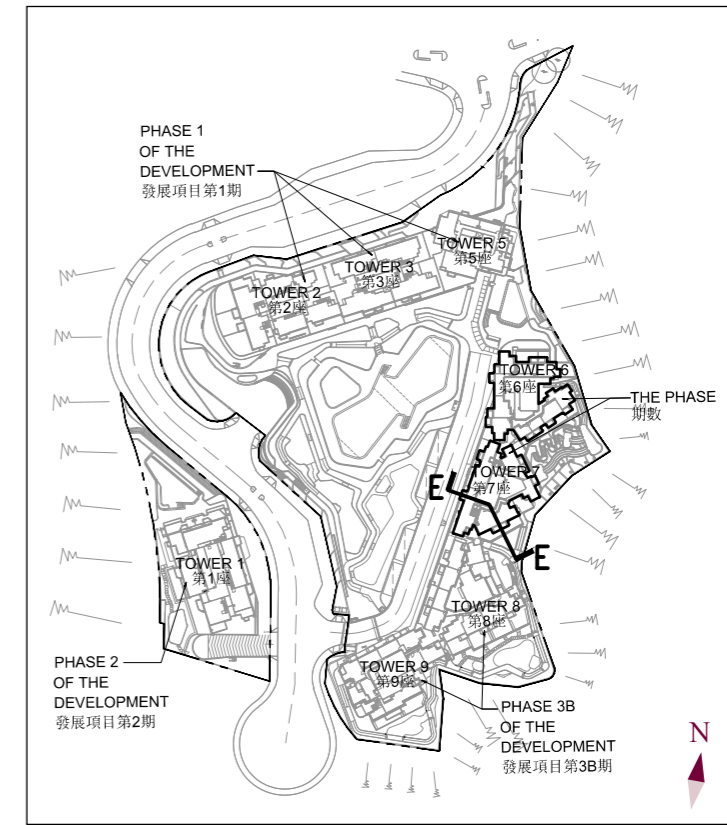 PHASE 1
OF THE
DEVELOPMENT
發展項目第1期
TOWER 5
第5座
TOWER 3
第3座
TOWER 2
第2座
TOWER 6
第6座
THE PHASE
期數
TOWER 7
第7座
E
E
TOWER 1
第1座
TOWER 8
第8座
TOWER 9
第9座
PHASE 2
OF THE
DEVELOPMENT
發展項目第2期
PHASE 3B
OF THE
DEVELOPMENT
發展項目第3B期
N